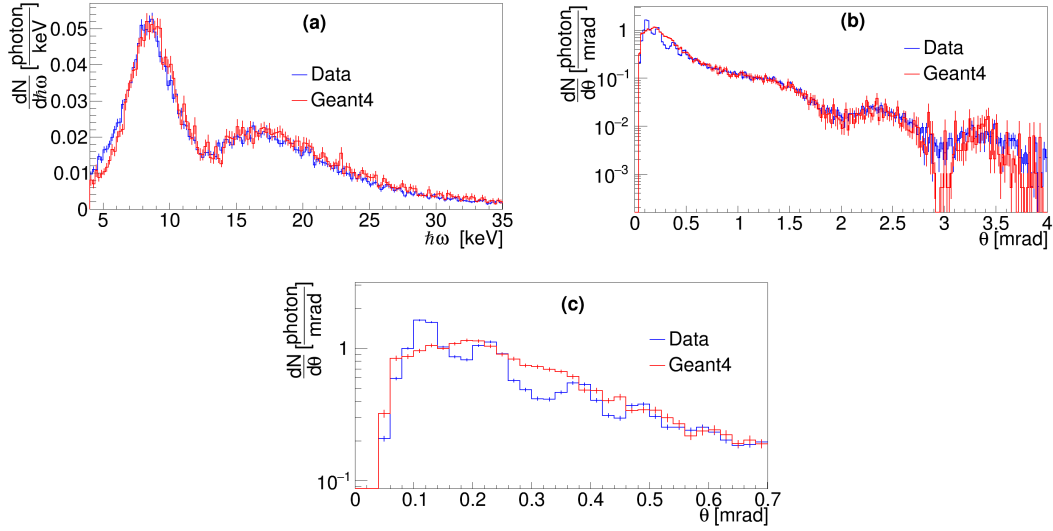 (a)
dN/dħω [photon/keV]
0.05
0.04
0.03
0.02
0.01
0
Data
Geant4
5 10 15 20 25 30 35
ħω [keV]
(b)
dN/dθ [photon/mrad]
1
10⁻¹
10⁻²
10⁻³
Data
Geant4
0 0.5 1 1.5 2 2.5 3 3.5 4
θ [mrad]
(c)
dN/dθ [photon/mrad]
1
10⁻¹
Data
Geant4
0 0.1 0.2 0.3 0.4 0.5 0.6 0.7
θ [mrad]